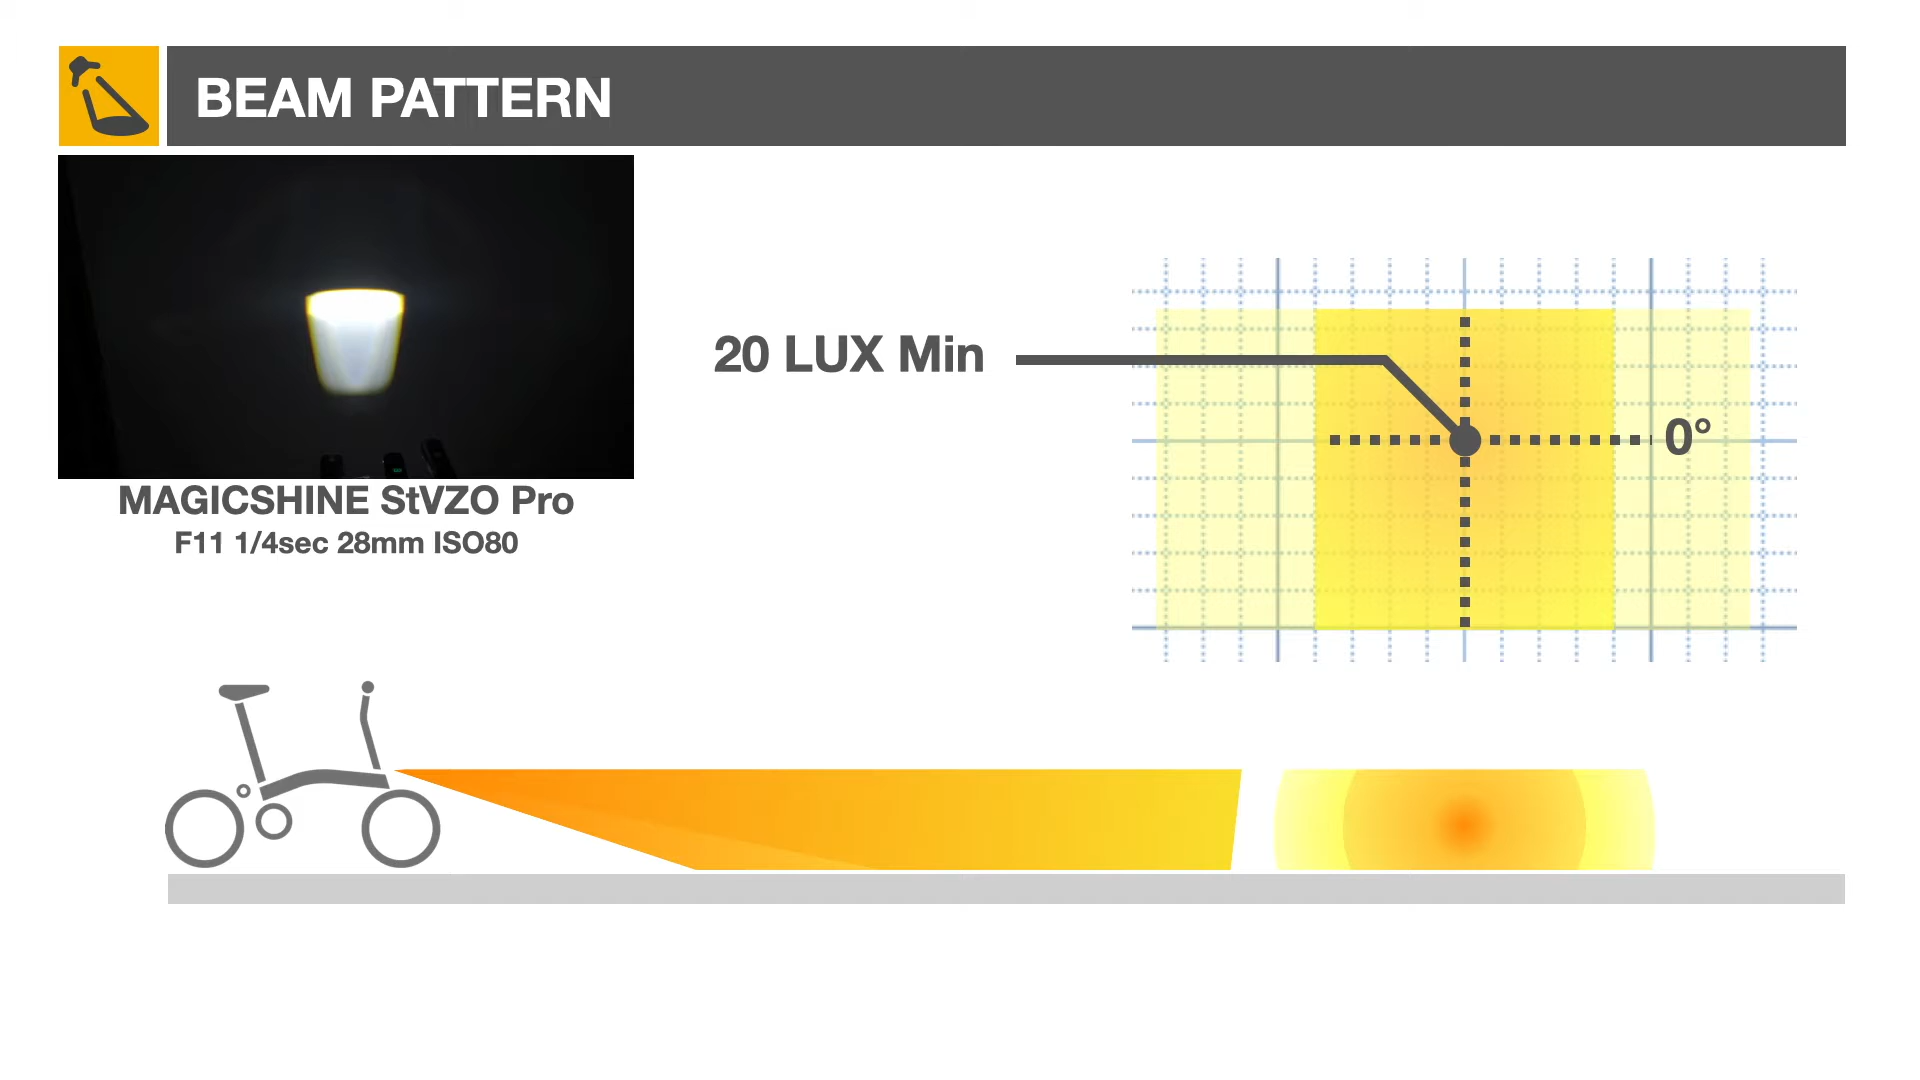 BEAM PATTERN
20 LUX Min
0°
MAGICSHINE StVZO Pro
F11 1/4sec 28mm ISO80